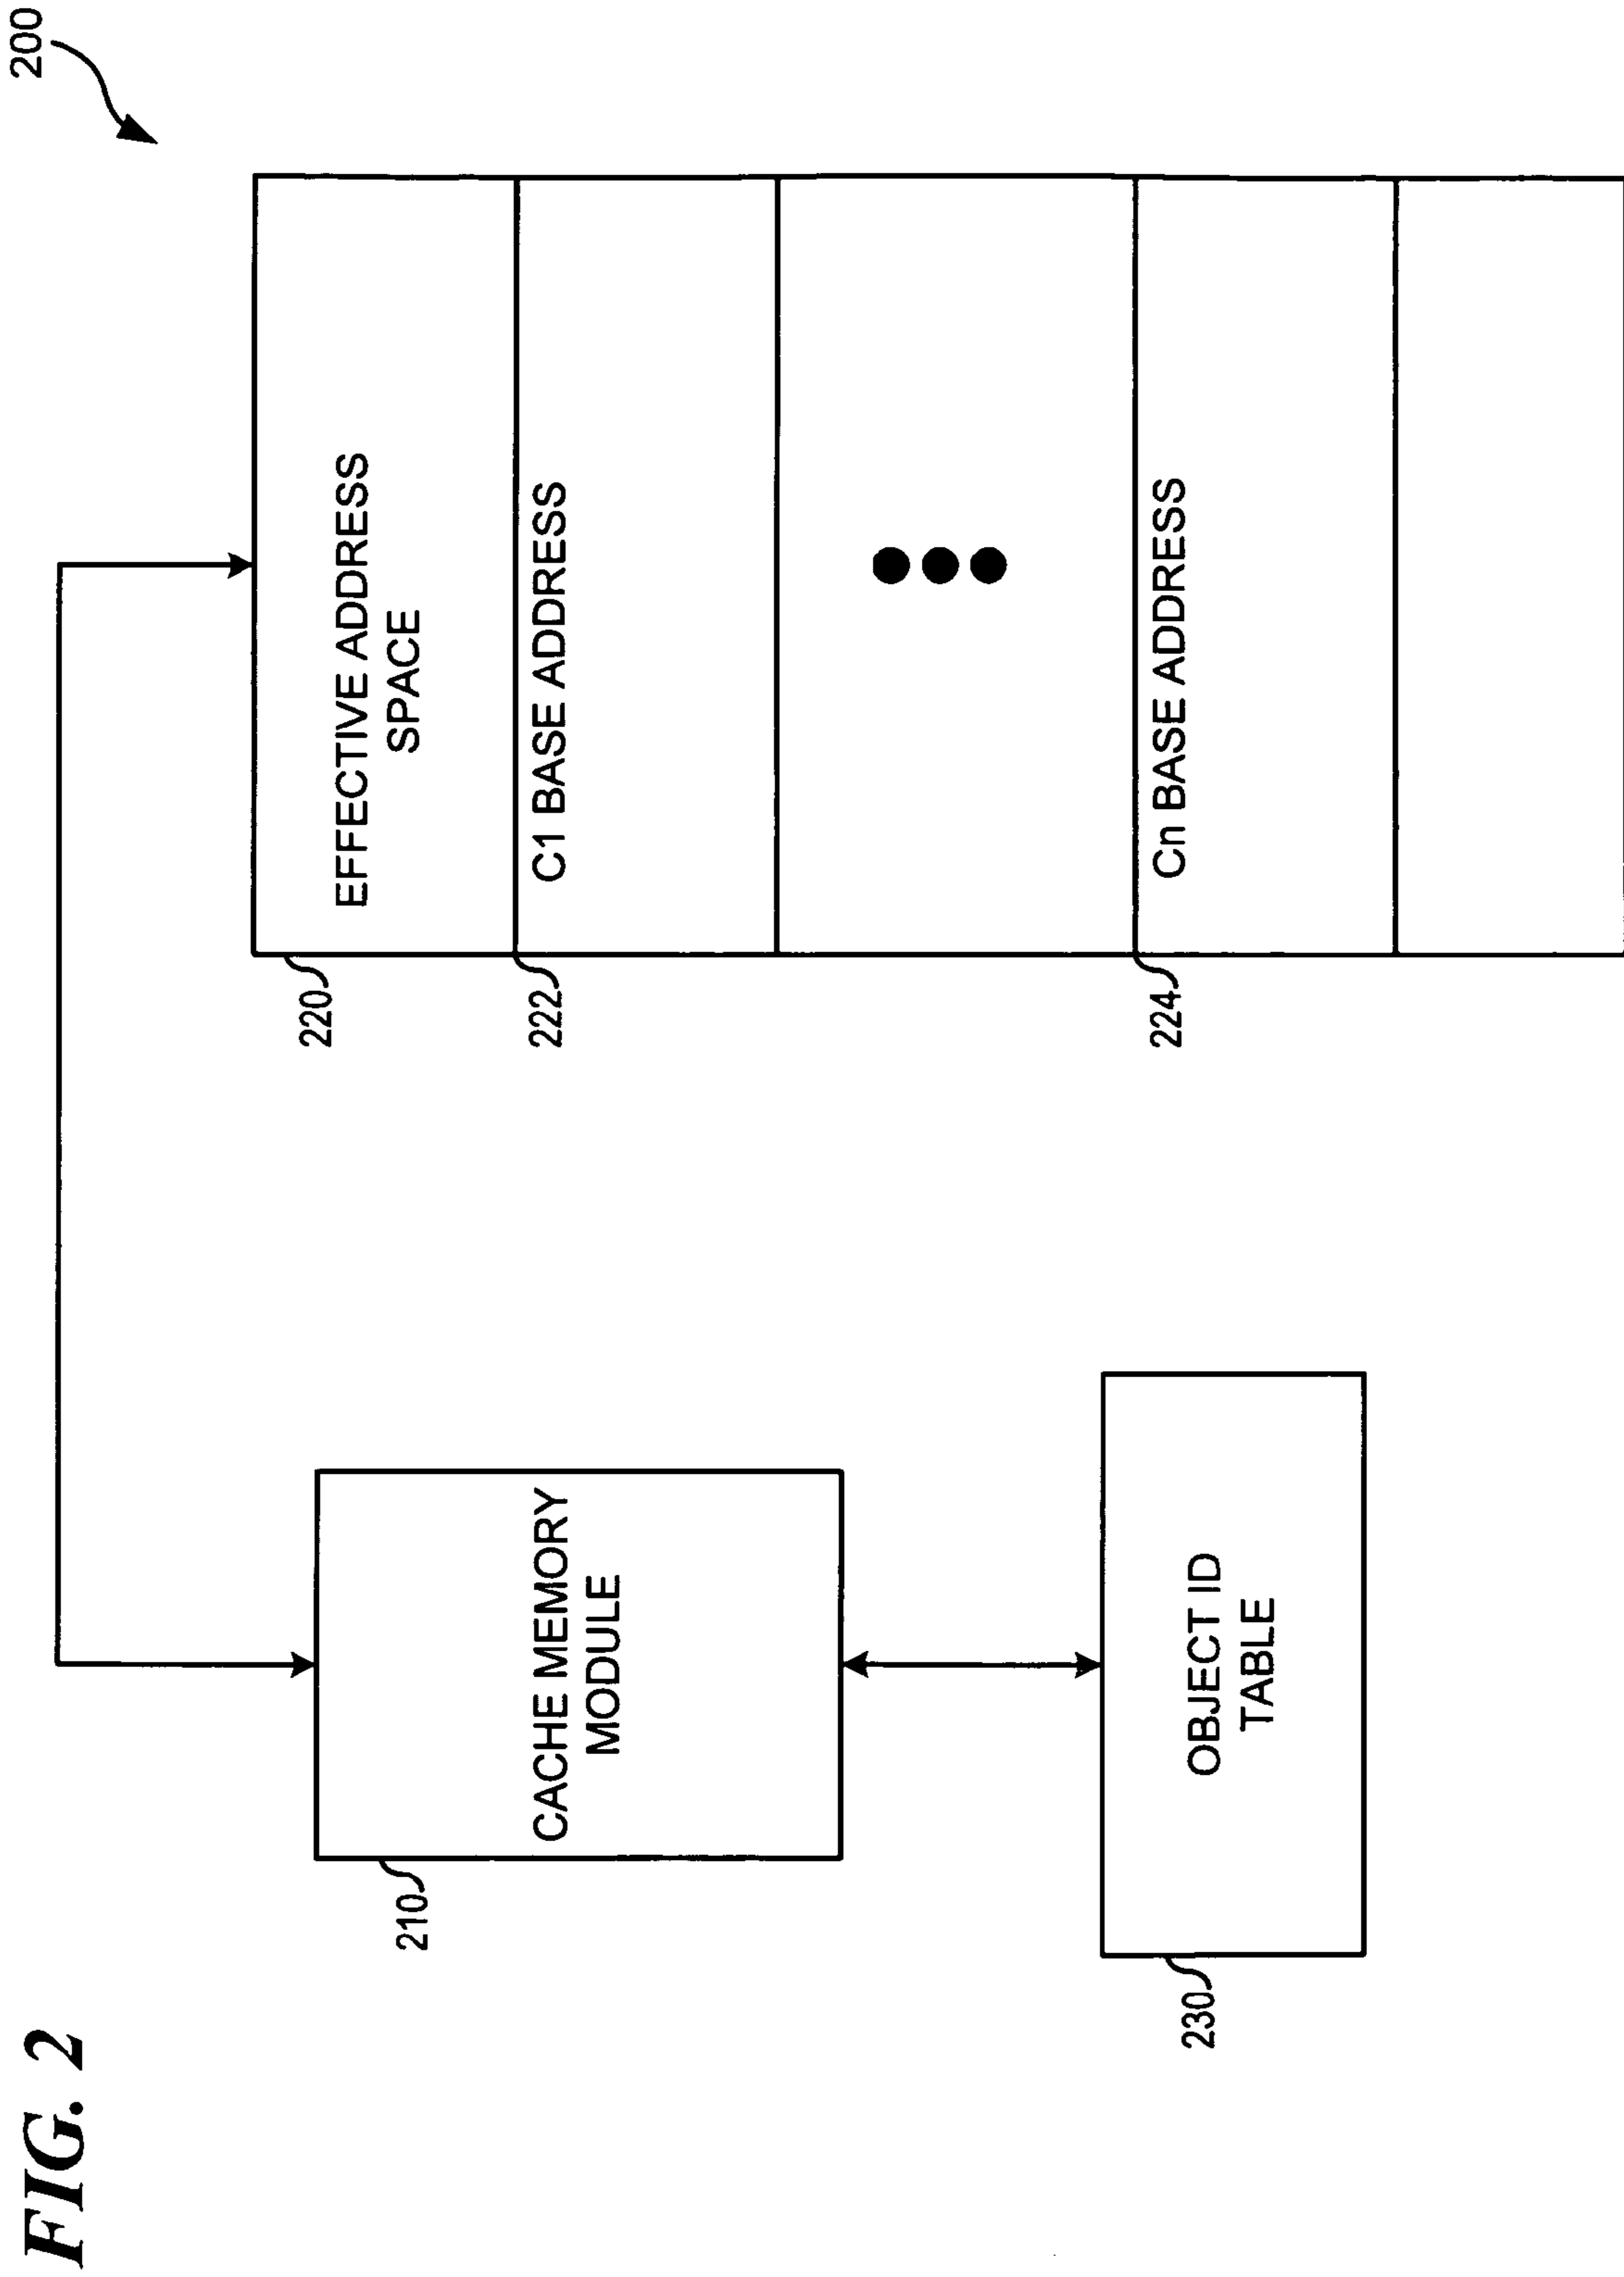 FIG. 2
200
210
CACHE MEMORY
MODULE
230
OBJECT ID
TABLE
220
EFFECTIVE ADDRESS
SPACE
222
C1 BASE ADDRESS
224
Cn BASE ADDRESS